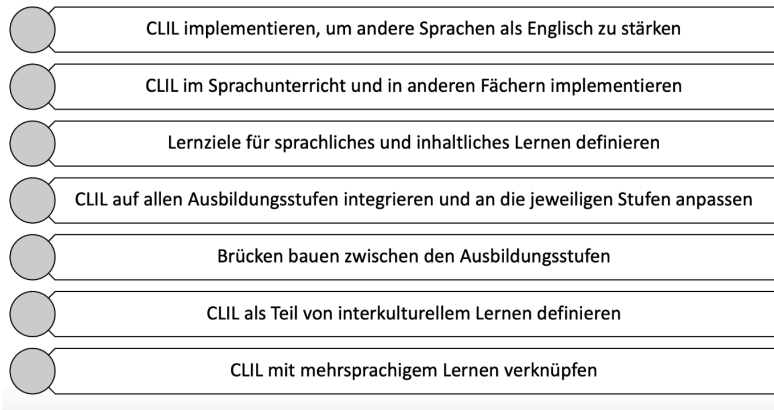 CLIL implementieren, um andere Sprachen als Englisch zu stärken
CLIL im Sprachunterricht und in anderen Fächern implementieren
Lernziele für sprachliches und inhaltliches Lernen definieren
CLIL auf allen Ausbildungsstufen integrieren und an die jeweiligen Stufen anpassen
Brücken bauen zwischen den Ausbildungsstufen
CLIL als Teil von interkulturellem Lernen definieren
CLIL mit mehrsprachigem Lernen verknüpfen